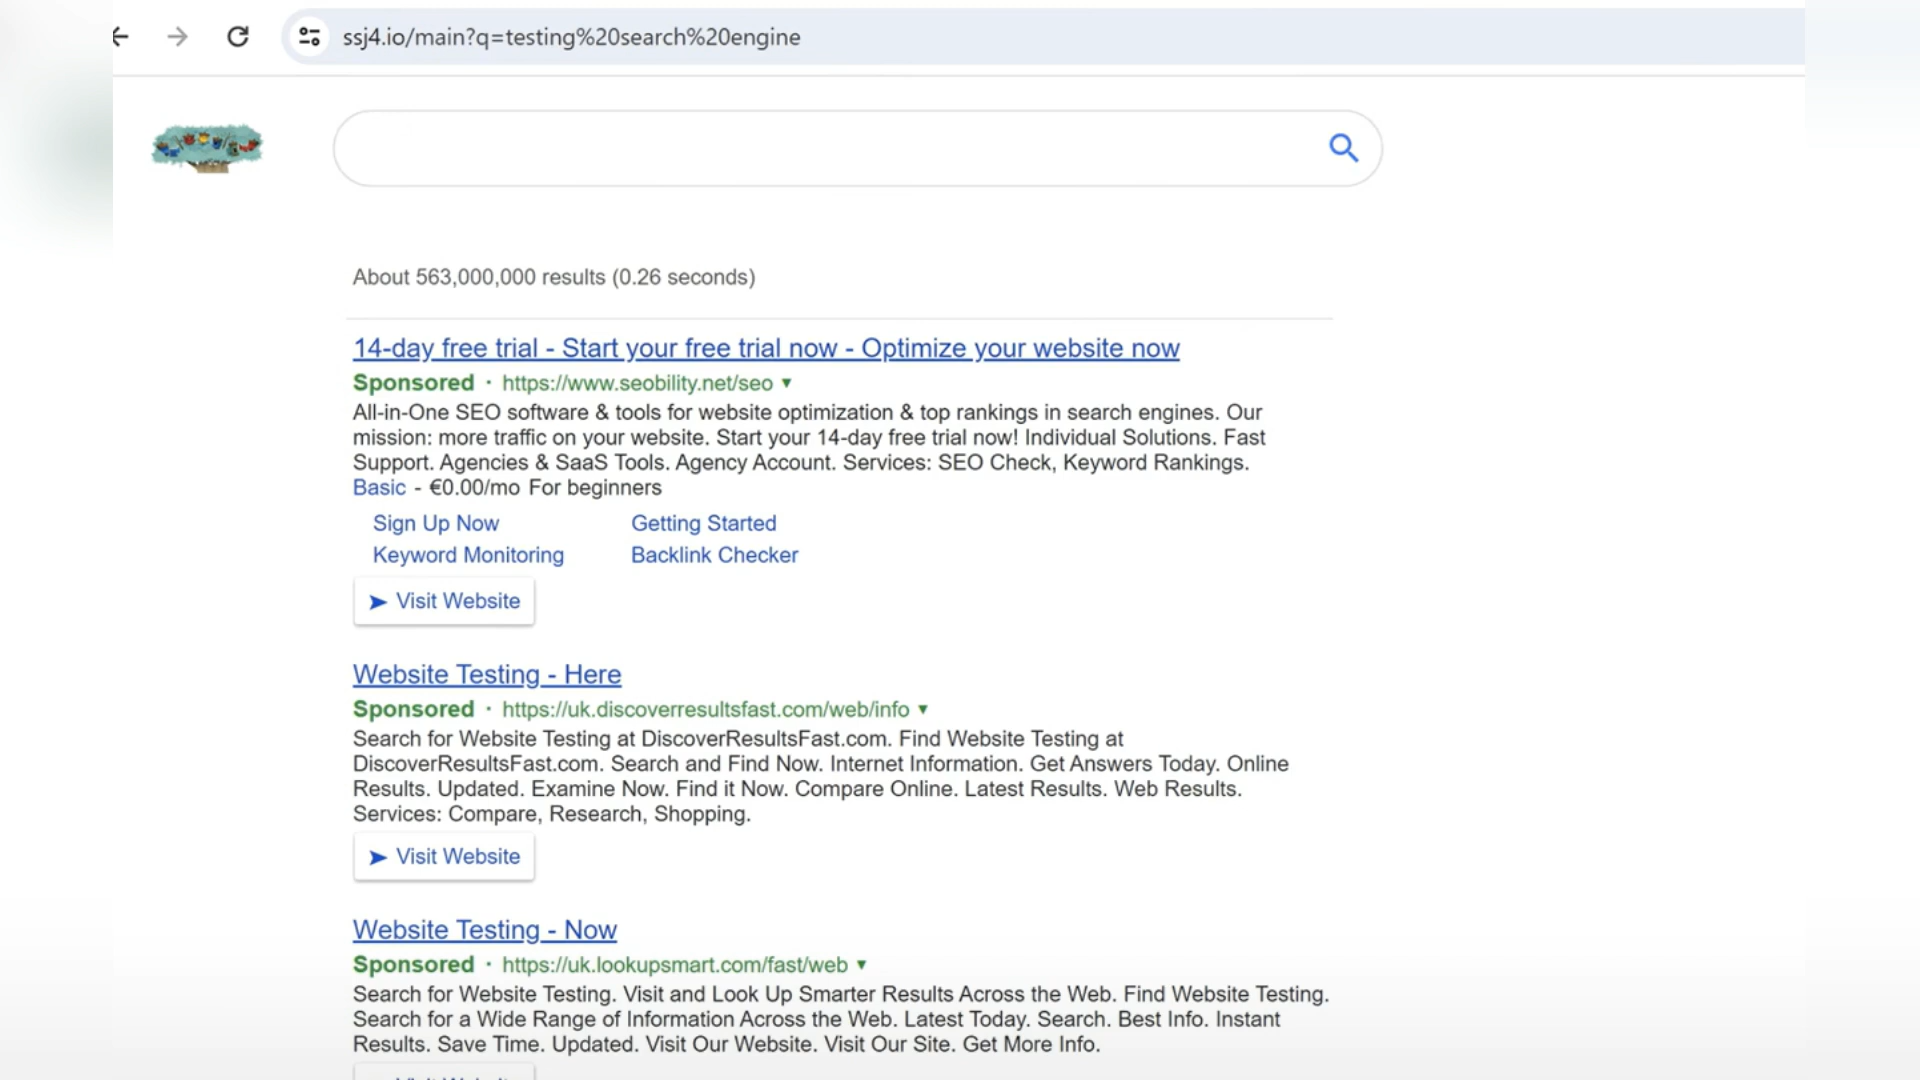 ssj4.io/main?q=testing%20search%20engine
About 563,000,000 results (0.26 seconds)
14-day free trial - Start your free trial now - Optimize your website now
Sponsored · https://www.seobility.net/seo ▼
All-in-One SEO software & tools for website optimization & top rankings in search engines. Our
mission: more traffic on your website. Start your 14-day free trial now! Individual Solutions. Fast
Support. Agencies & SaaS Tools. Agency Account. Services: SEO Check, Keyword Rankings.
Basic - €0.00/mo For beginners
Sign Up Now Getting Started
Keyword Monitoring Backlink Checker
➤ Visit Website
Website Testing - Here
Sponsored · https://uk.discoverresultsfast.com/web/info ▼
Search for Website Testing at DiscoverResultsFast.com. Find Website Testing at
DiscoverResultsFast.com. Search and Find Now. Internet Information. Get Answers Today. Online
Results. Updated. Examine Now. Find it Now. Compare Online. Latest Results. Web Results.
Services: Compare, Research, Shopping.
➤ Visit Website
Website Testing - Now
Sponsored · https://uk.lookupsmart.com/fast/web ▼
Search for Website Testing. Visit and Look Up Smarter Results Across the Web. Find Website Testing.
Search for a Wide Range of Information Across the Web. Latest Today. Search. Best Info. Instant
Results. Save Time. Updated. Visit Our Website. Visit Our Site. Get More Info.